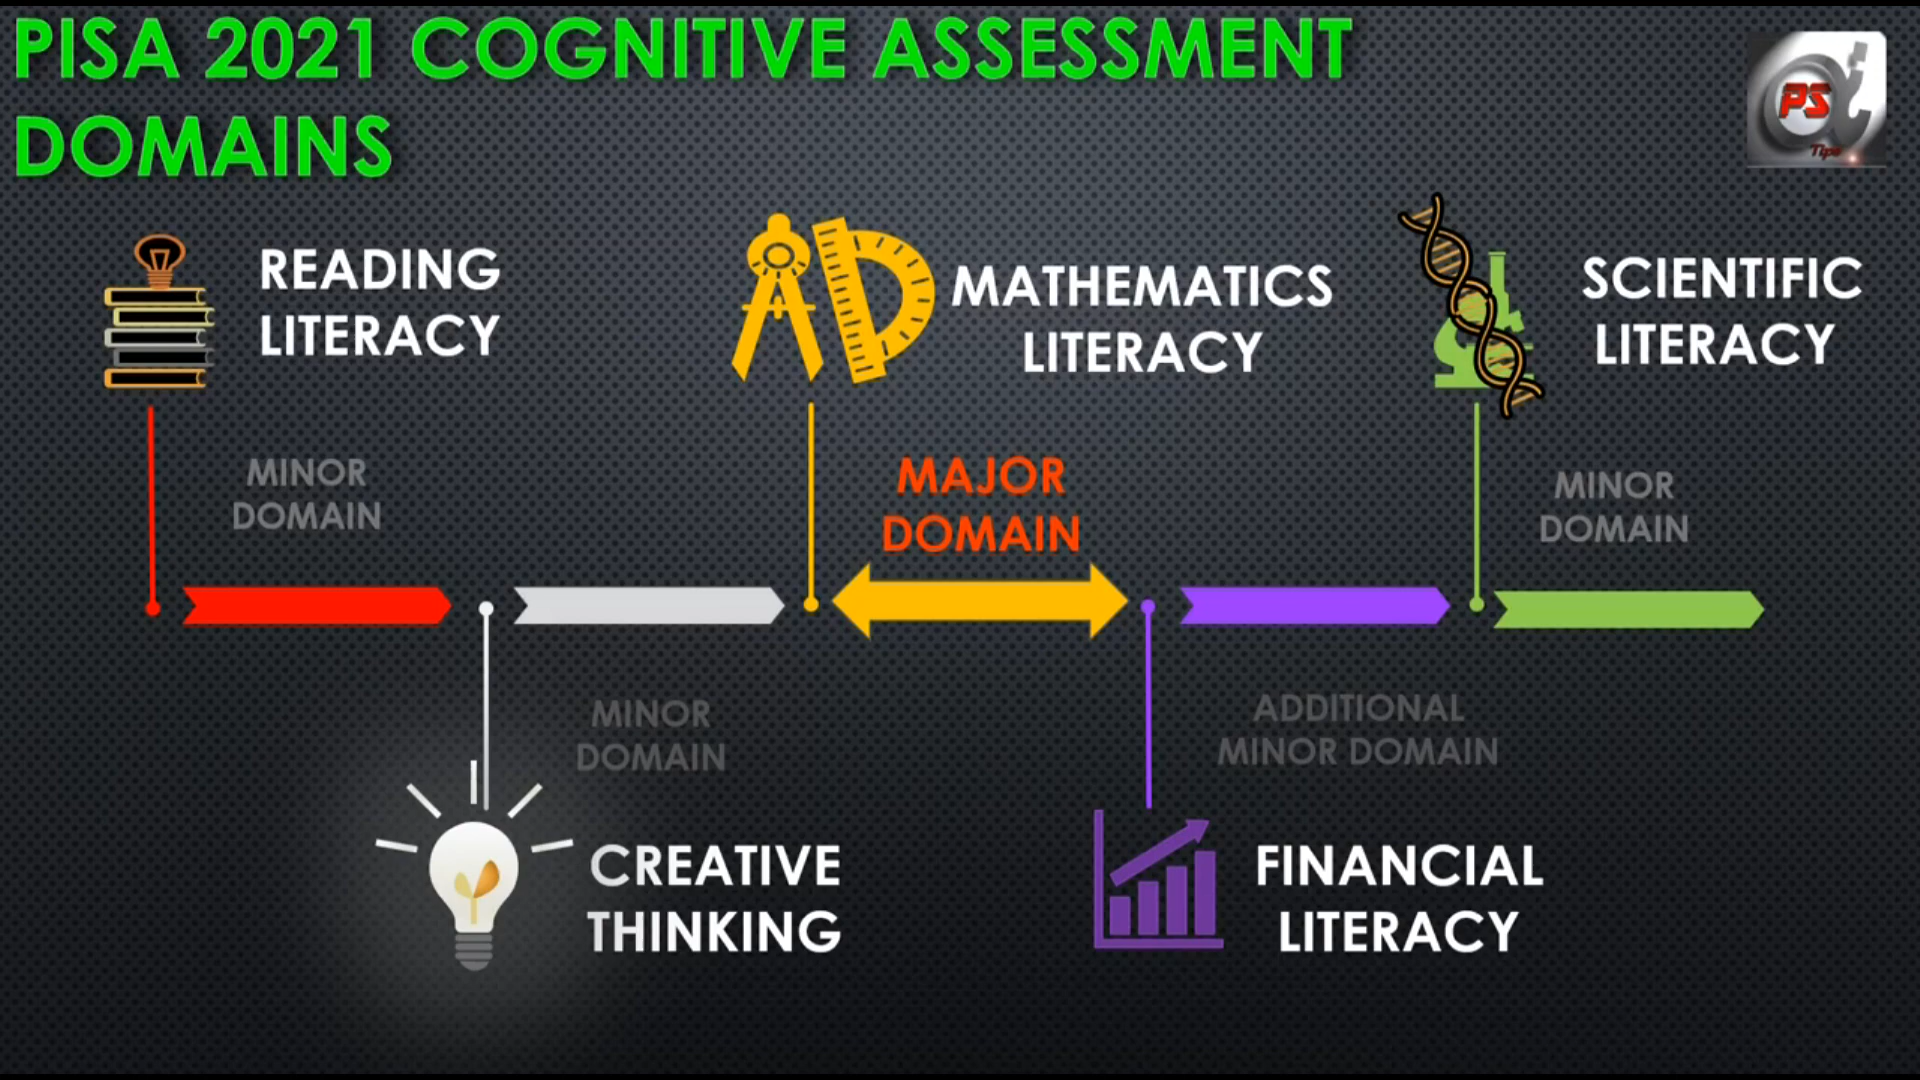 PISA 2021 COGNITIVE ASSESSMENT
DOMAINS
PS
Tips
READING
LITERACY
MATHEMATICS
LITERACY
SCIENTIFIC
LITERACY
MINOR
DOMAIN
MAJOR
DOMAIN
MINOR
DOMAIN
MINOR
DOMAIN
ADDITIONAL
MINOR DOMAIN
CREATIVE
THINKING
FINANCIAL
LITERACY